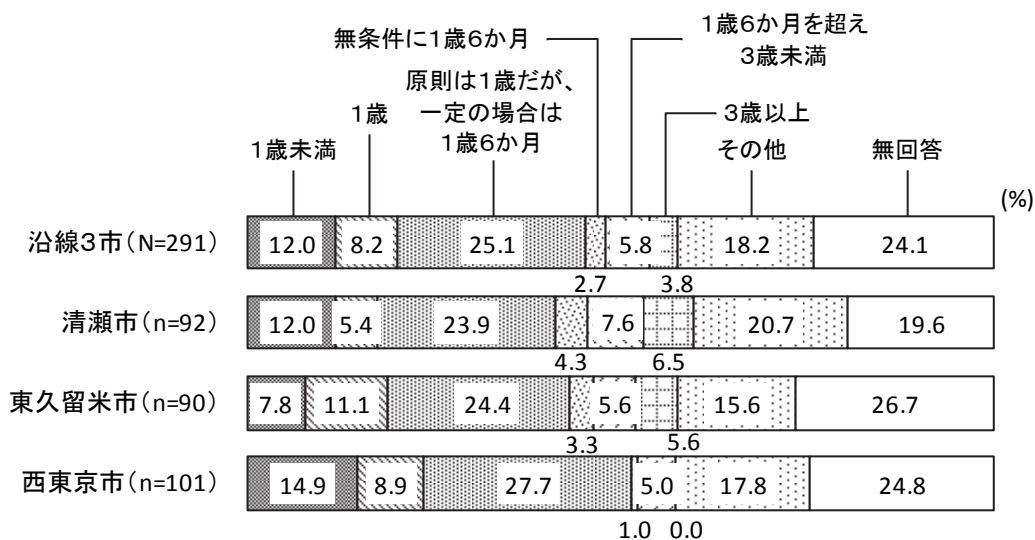 無条件に１歳６か月
１歳６か月を超え
３歳未満
原則は１歳だが、
一定の場合は
１歳６か月
１歳
３歳以上
１歳未満
その他
無回答
(%)
沿線３市（N=291）
12.0
8.2
25.1
5.8
18.2
24.1
2.7
3.8
清瀬市（n=92）
12.0
5.4
23.9
7.6
20.7
19.6
4.3
6.5
東久留米市（n=90）
7.8
11.1
24.4
5.6
15.6
26.7
3.3
5.6
西東京市（n=101）
14.9
8.9
27.7
5.0
17.8
24.8
1.0
0.0